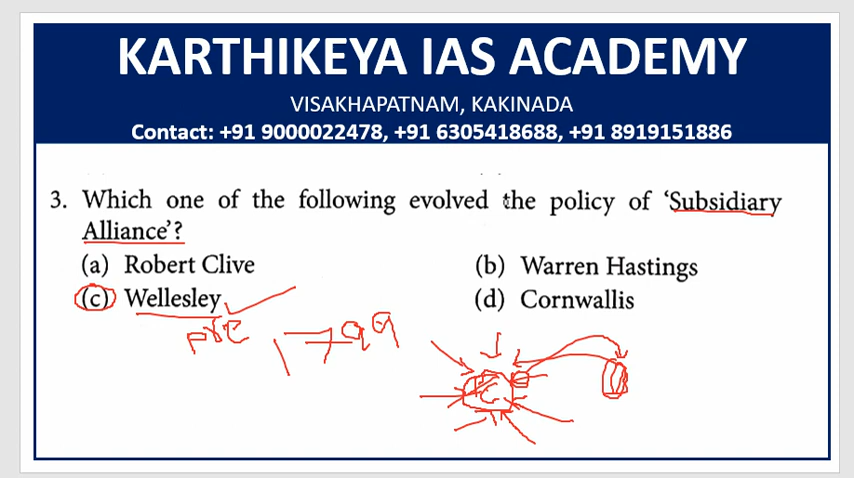 KARTHIKEYA IAS ACADEMY
VISAKHAPATNAM, KAKINADA
Contact: +91 9000022478, +91 6305418688, +91 8919151886
3. Which one of the following evolved the policy of ‘Subsidiary
Alliance’?
(a) Robert Clive
(b) Warren Hastings
(c) Wellesley
(d) Cornwallis
1799